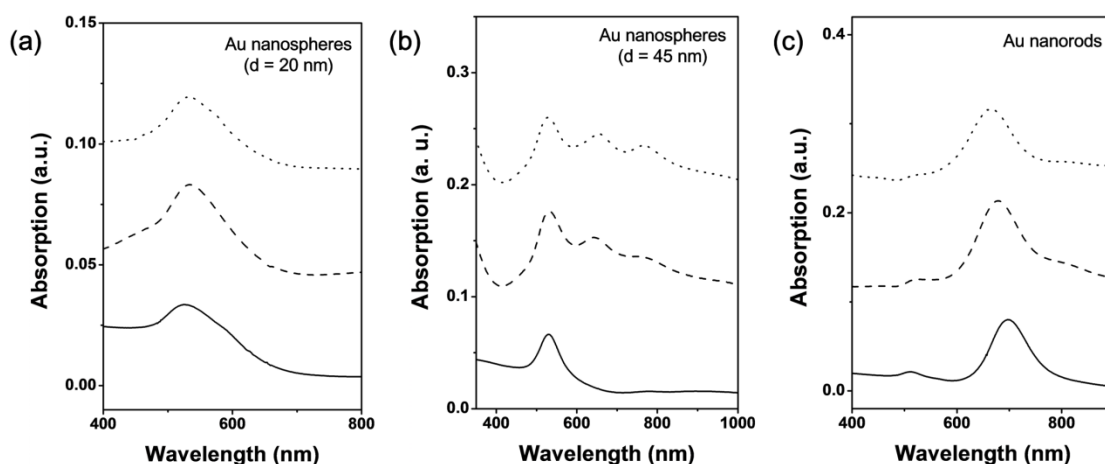 (a)
Au nanospheres
(d = 20 nm)
0.15
0.10
0.05
0.00
Absorption (a.u.)
400
600
800
Wavelength (nm)
(b)
Au nanospheres
(d = 45 nm)
0.3
0.2
0.1
0.0
Absorption (a. u.)
400
600
800
1000
Wavelength (nm)
(c)
Au nanorods
0.4
0.2
0.0
Absorption (a.u.)
400
600
800
Wavelength (nm)